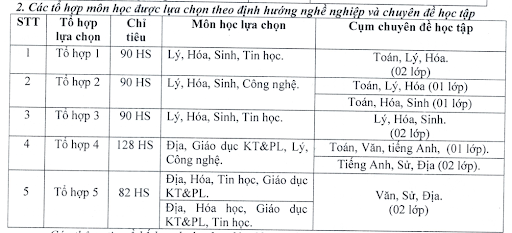 2. Các tổ hợp môn học được lựa chọn theo định hướng nghề nghiệp và chuyên đề học tập
STT Tổ hợp lựa chọn Chỉ tiêu Môn học lựa chọn Cụm chuyên đề học tập
1 Tổ hợp 1 90 HS Lý, Hóa, Sinh, Tin học. Toán, Lý, Hóa.
(02 lớp)
2 Tổ hợp 2 90 HS Lý, Hóa, Sinh, Công nghệ. Toán, Lý, Hóa (01 lớp)
Toán, Hóa, Sinh (01 lớp)
3 Tổ hợp 3 90 HS Lý, Hóa, Sinh, Tin học. Lý, Hóa, Sinh.
(02 lớp)
4 Tổ hợp 4 128 HS Địa, Giáo dục KT&PL, Lý, Toán, Văn, tiếng Anh, (01 lớp).
Công nghệ. Tiếng Anh, Sử, Địa (02 lớp).
5 Tổ hợp 5 82 HS Địa, Hóa, Tin học, Giáo dục
KT&PL. Văn, Sử, Địa.
Địa, Hóa học, Giáo dục (02 lớp)
KT&PL, Tin học.